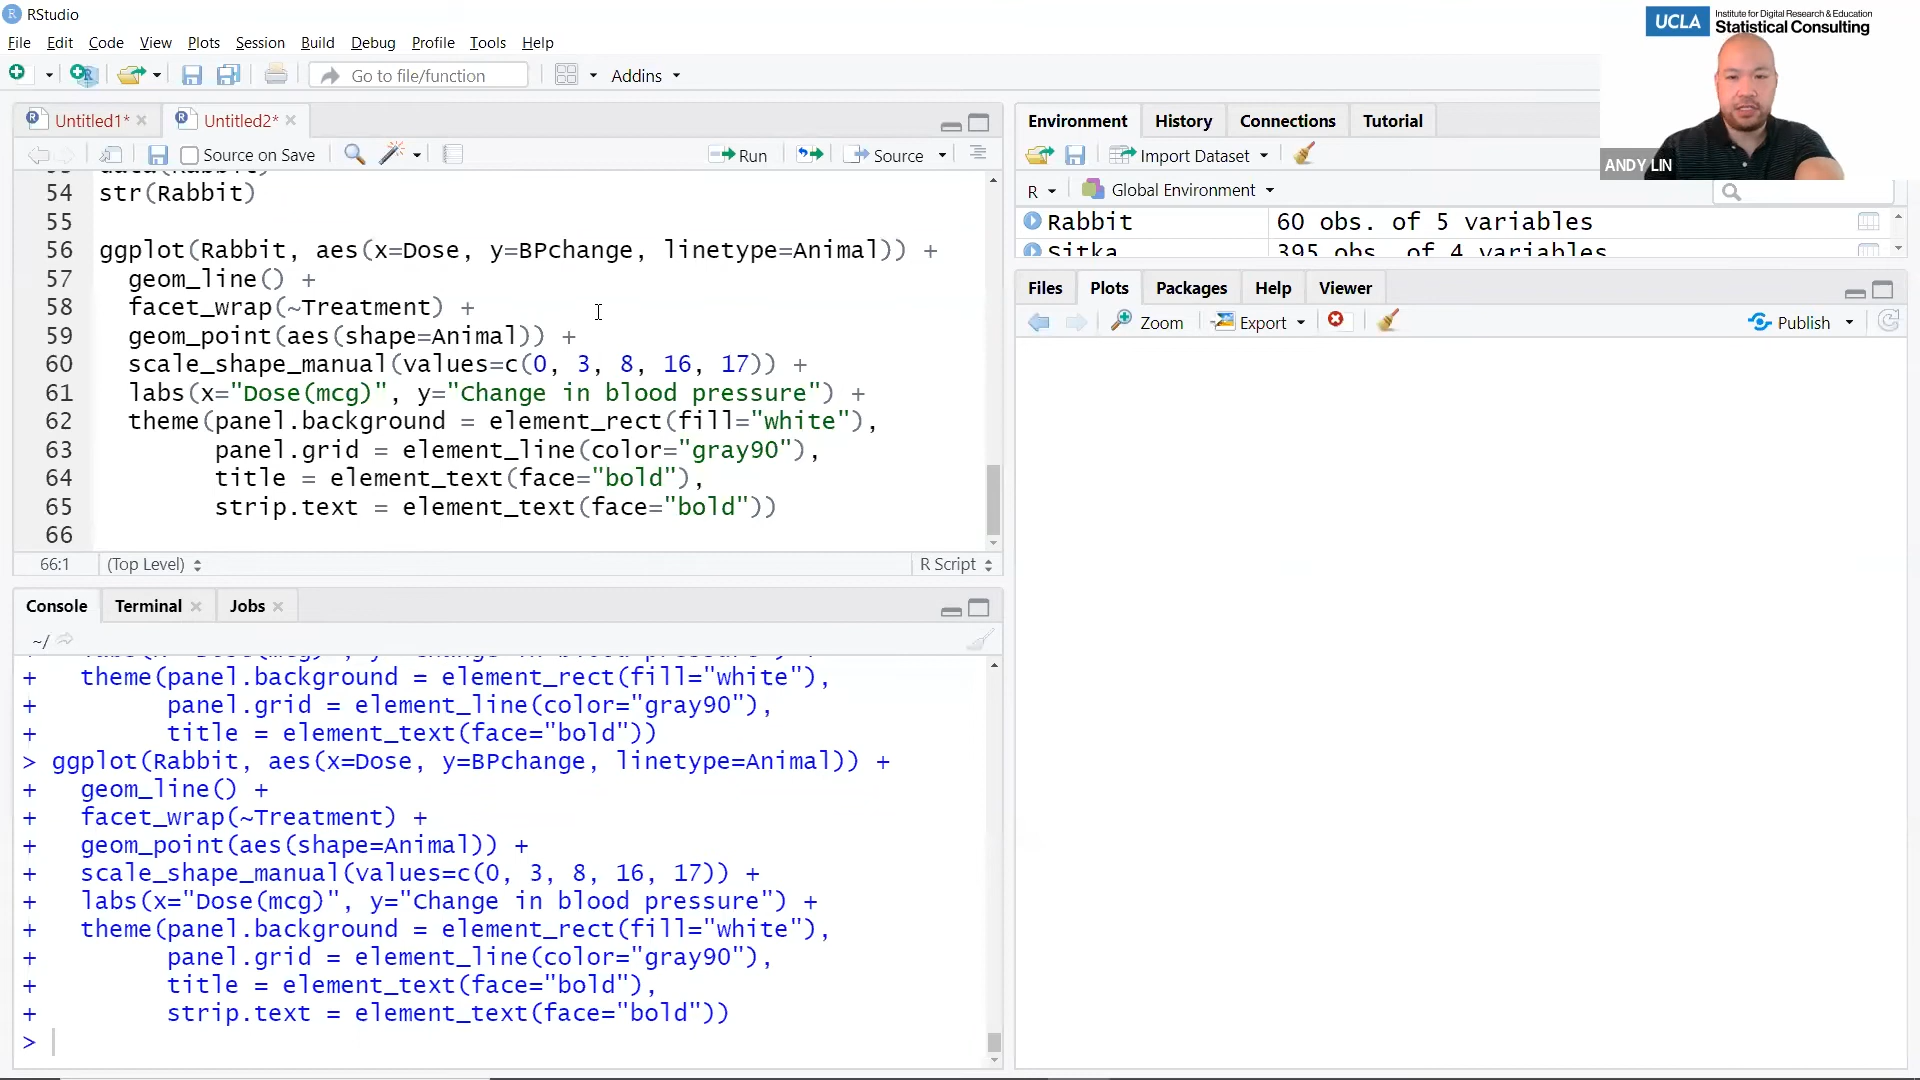 RStudio
File Edit Code View Plots Session Build Debug Profile Tools Help
Go to file/function
Addins
UCLA
Institute for Digital Research & Education
Statistical Consulting
ANDY LIN
Untitled1*
Untitled2*
Source on Save
Run
Source
54 str(Rabbit)
55
56 ggplot(Rabbit, aes(x=Dose, y=BPchange, linetype=Animal)) +
57   geom_line() +
58   facet_wrap(~Treatment) +
59   geom_point(aes(shape=Animal)) +
60   scale_shape_manual(values=c(0, 3, 8, 16, 17)) +
61   labs(x="Dose(mcg)", y="Change in blood pressure") +
62   theme(panel.background = element_rect(fill="white"),
63         panel.grid = element_line(color="gray90"),
64         title = element_text(face="bold"),
65         strip.text = element_text(face="bold"))
66
66:1 (Top Level) R Script
Console Terminal Jobs
~/
+   theme(panel.background = element_rect(fill="white"),
+         panel.grid = element_line(color="gray90"),
+         title = element_text(face="bold"))
> ggplot(Rabbit, aes(x=Dose, y=BPchange, linetype=Animal)) +
+   geom_line() +
+   facet_wrap(~Treatment) +
+   geom_point(aes(shape=Animal)) +
+   scale_shape_manual(values=c(0, 3, 8, 16, 17)) +
+   labs(x="Dose(mcg)", y="Change in blood pressure") +
+   theme(panel.background = element_rect(fill="white"),
+         panel.grid = element_line(color="gray90"),
+         title = element_text(face="bold"),
+         strip.text = element_text(face="bold"))
>
Environment History Connections Tutorial
Import Dataset
R Global Environment
Rabbit 60 obs. of 5 variables
Sitka 395 obs. of 4 variables
Files Plots Packages Help Viewer
Zoom Export Publish